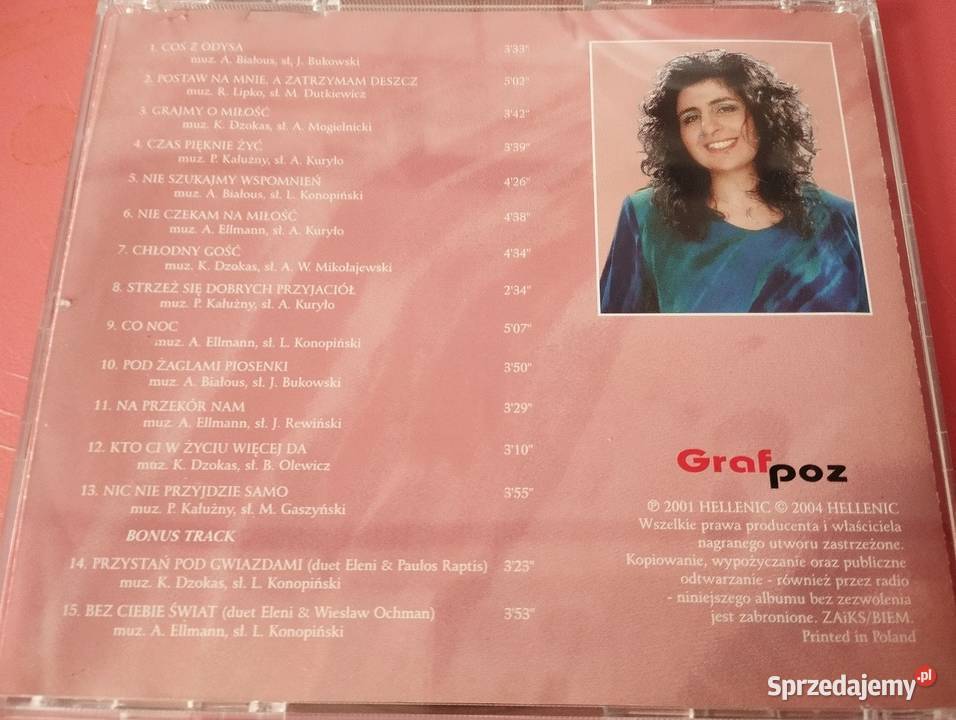 1. COŚ Z ODYSA 3'33"
muz. A. Białous, sł, J. Bukowski
2. POSTAW NA MNIE, A ZATRZYMAM DESZCZ 5'02"
muz. R. Lipko, sł. M. Dutkiewicz
3. GRAJMY O MIŁOŚĆ 3'42"
muz. K. Dzokas, sł. A. Mogielnicki
4. CZAS PIĘKNIE ŻYĆ 3'39"
muz. P. Kałużny, sł. A. Kuryło
5. NIE SZUKAJMY WSPOMNIEŃ 4'26"
muz. A. Białous, sł. L. Konopiński
6. NIE CZEKAM NA MIŁOŚĆ 4'38"
muz. A. Ellmann, sł. A. Kuryło
7. CHŁODNY GOŚĆ 4'34"
muz. K. Dzokas, sł. A. W. Mikołajewski
8. STRZEŻ SIĘ DOBRYCH PRZYJACIÓŁ 2'34"
muz. P. Kałużny, sł. A. Kuryło
9. CO NOC 5'07"
muz. A. Ellmann, sł. L. Konopiński
10. POD ŻAGLAMI PIOSENKI 3'50"
muz. A. Białous, sł. J. Bukowski
11. NA PRZEKÓR NAM 3'29"
muz. A. Ellmann, sł. J. Rewiński
12. KTO CI W ŻYCIU WIĘCEJ DA 3'10"
muz. K. Dzokas, sł. B. Olewicz
13. NIC NIE PRZYJDZIE SAMO 3'55"
muz. P. Kałużny, sł. M. Gaszyński
BONUS TRACK
14. PRZYSTAŃ POD GWIAZDAMI (duet Eleni & Paulos Raptis) 3'23"
muz. K. Dzokas, sł. L. Konopiński
15. BEZ CIEBIE ŚWIAT (duet Eleni & Wiesław Ochman) 3'53"
muz. A. Ellmann, sł. L. Konopiński
Grafpoz
℗ 2001 HELLENIC © 2004 HELLENIC
Wszelkie prawa producenta i właściciela
nagranego utworu zastrzeżone.
Kopiowanie, wypożyczanie oraz publiczne
odtwarzanie - również przez radio
- niniejszego albumu bez zezwolenia
jest zabronione. ZAiKS/BIEM.
Printed in Poland
Sprzedajemy.pl